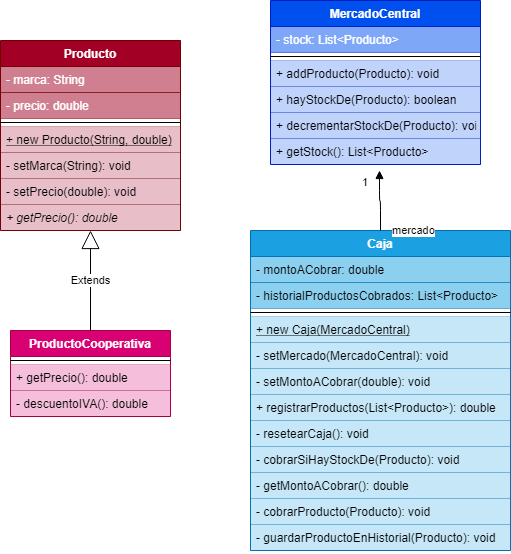 MercadoCentral
- stock: List<Producto>
+ addProducto(Producto): void
+ hayStockDe(Producto): boolean
+ decrementarStockDe(Producto): voi
+ getStock(): List<Producto>
Producto
- marca: String
- precio: double
+ new Producto(String, double)
- setMarca(String): void
- setPrecio(double): void
+ getPrecio(): double
Extends
ProductoCooperativa
+ getPrecio(): double
- descuentoIVA(): double
1
mercado
Caja
- montoACobrar: double
- historialProductosCobrados: List<Producto>
+ new Caja(MercadoCentral)
- setMercado(MercadoCentral): void
- setMontoACobrar(double): void
+ registrarProductos(List<Producto>): double
- resetearCaja(): void
- cobrarSiHayStockDe(Producto): void
- getMontoACobrar(): double
- cobrarProducto(Producto): void
- guardarProductoEnHistorial(Producto): void